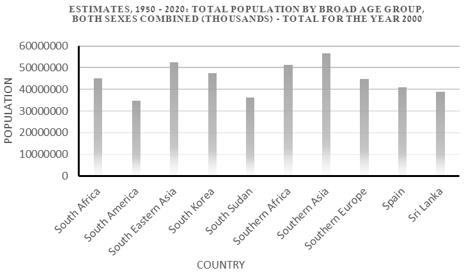 ESTIMATES, 1950 - 2020: TOTAL POPULATION BY BROAD AGE GROUP,
BOTH SEXES COMBINED (THOUSANDS) - TOTAL FOR THE YEAR 2000
POPULATION
60000000
50000000
40000000
30000000
20000000
10000000
0
South Africa
South America
South Eastern Asia
South Korea
South Sudan
Southern Africa
Southern Asia
Southern Europe
Spain
Sri Lanka
COUNTRY